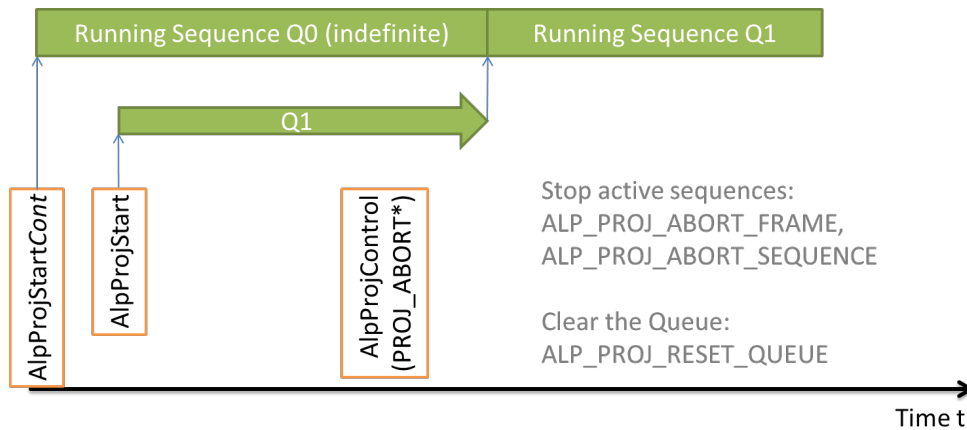 Running Sequence Q0 (indefinite)
Running Sequence Q1
Q1
AlpProjStartCont
AlpProjStart
AlpProjControl
(PROJ_ABORT*)
Stop active sequences:
ALP_PROJ_ABORT_FRAME,
ALP_PROJ_ABORT_SEQUENCE
Clear the Queue:
ALP_PROJ_RESET_QUEUE
Time t